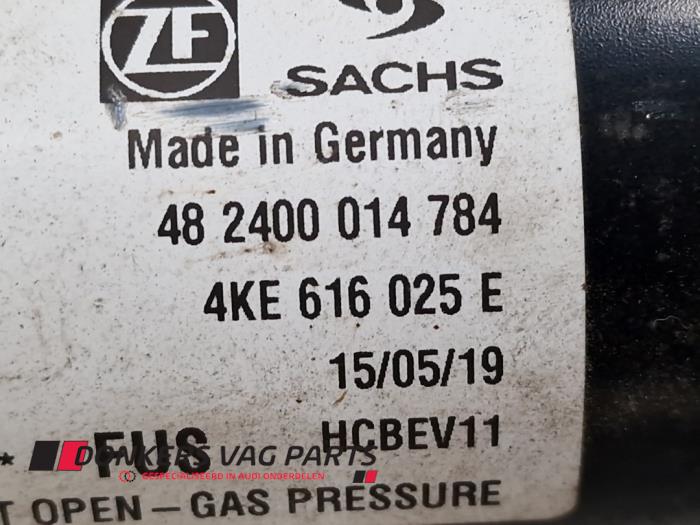 ZF
SACHS
Made in Germany
48 2400 014 784
4KE 616 025 E
15/05/19
HCBEV11
* FUS
DONKERS VAG PARTS
GESPECIALISEERD IN AUDI ONDERDELEN
T OPEN – GAS PRESSURE